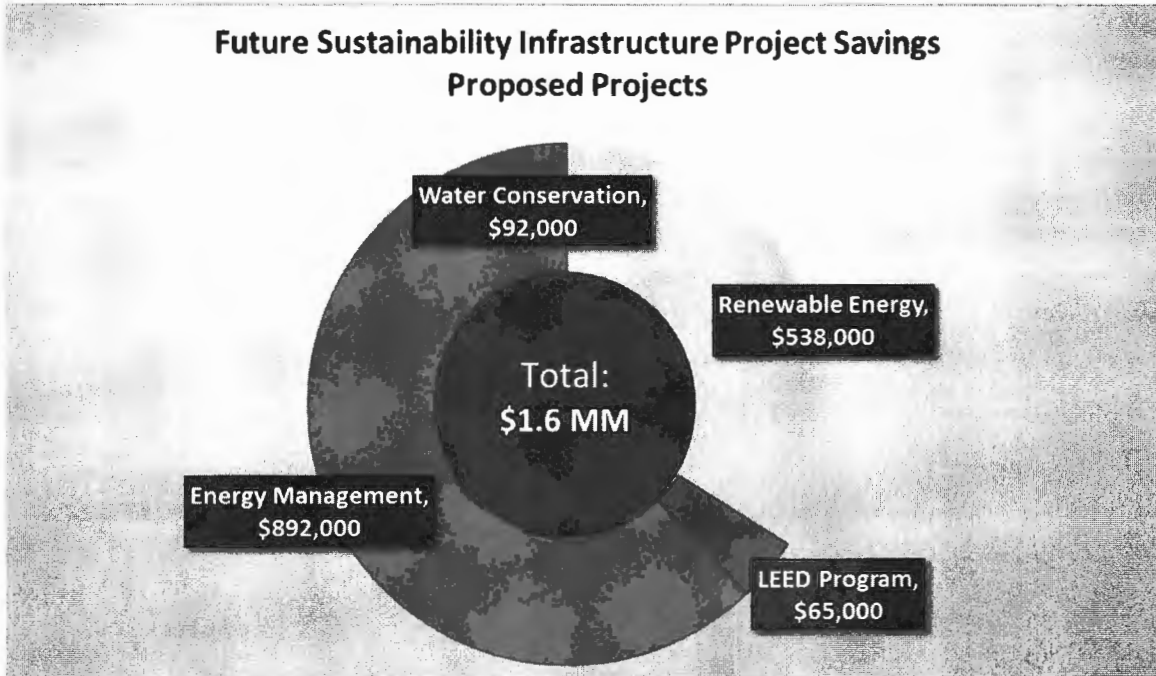 Future Sustainability Infrastructure Project Savings
Proposed Projects
Water Conservation,
$92,000
Renewable Energy,
$538,000
Total:
$1.6 MM
Energy Management,
$892,000
LEED Program,
$65,000